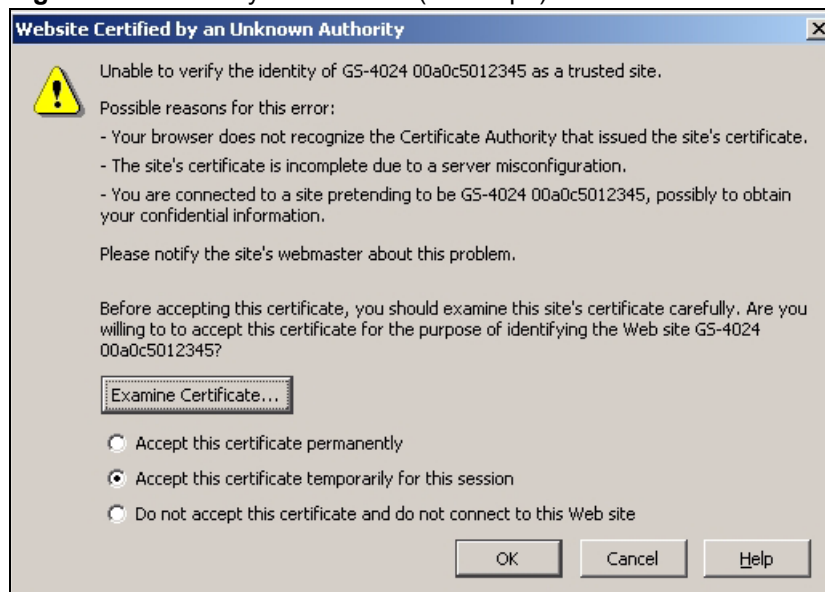 Website Certified by an Unknown Authority
Unable to verify the identity of GS-4024 00a0c5012345 as a trusted site.
Possible reasons for this error:
- Your browser does not recognize the Certificate Authority that issued the site's certificate.
- The site's certificate is incomplete due to a server misconfiguration.
- You are connected to a site pretending to be GS-4024 00a0c5012345, possibly to obtain
your confidential information.
Please notify the site's webmaster about this problem.
Before accepting this certificate, you should examine this site's certificate carefully. Are you
willing to to accept this certificate for the purpose of identifying the Web site GS-4024
00a0c5012345?
Examine Certificate...
Accept this certificate permanently
Accept this certificate temporarily for this session
Do not accept this certificate and do not connect to this Web site
OK Cancel Help